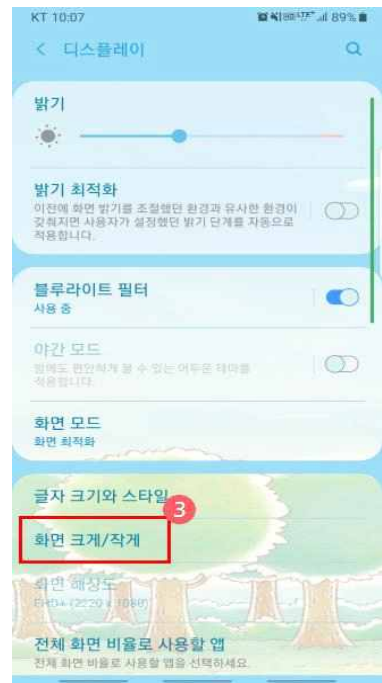 KT 10:07
LTE 89%
디스플레이
밝기
밝기 최적화
이전에 화면 밝기를 조절했던 환경과 유사한 환경이
갖춰지면 사용자가 설정했던 밝기 단계를 자동으로
적용합니다.
블루라이트 필터
사용 중
야간 모드
밤에도 편안하게 볼 수 있는 어두운 테마를
적용합니다.
화면 모드
화면 최적화
글자 크기와 스타일
3
화면 크게/작게
화면 해상도
FHD+ (2220 x 1080)
전체 화면 비율로 사용할 앱
전체 화면 비율로 사용할 앱을 선택하세요.